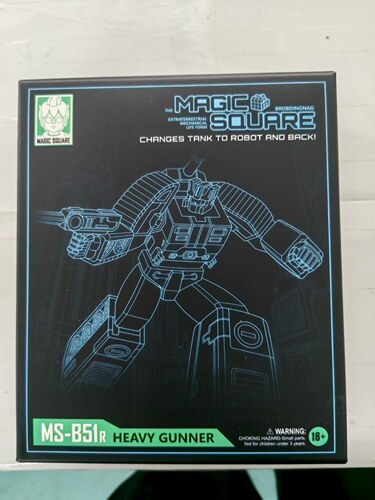 MAGIC SQUARE
THE MAGIC BROBDINGNAG
EXTRATERRESTRIAL
MECHANICAL
LIFE FORM
SQUARE
CHANGES TANK TO ROBOT AND BACK!
MS-B51R HEAVY GUNNER
⚠ WARNING:
CHOKING HAZARD-Small parts.
Not for children under 3 years.
16+